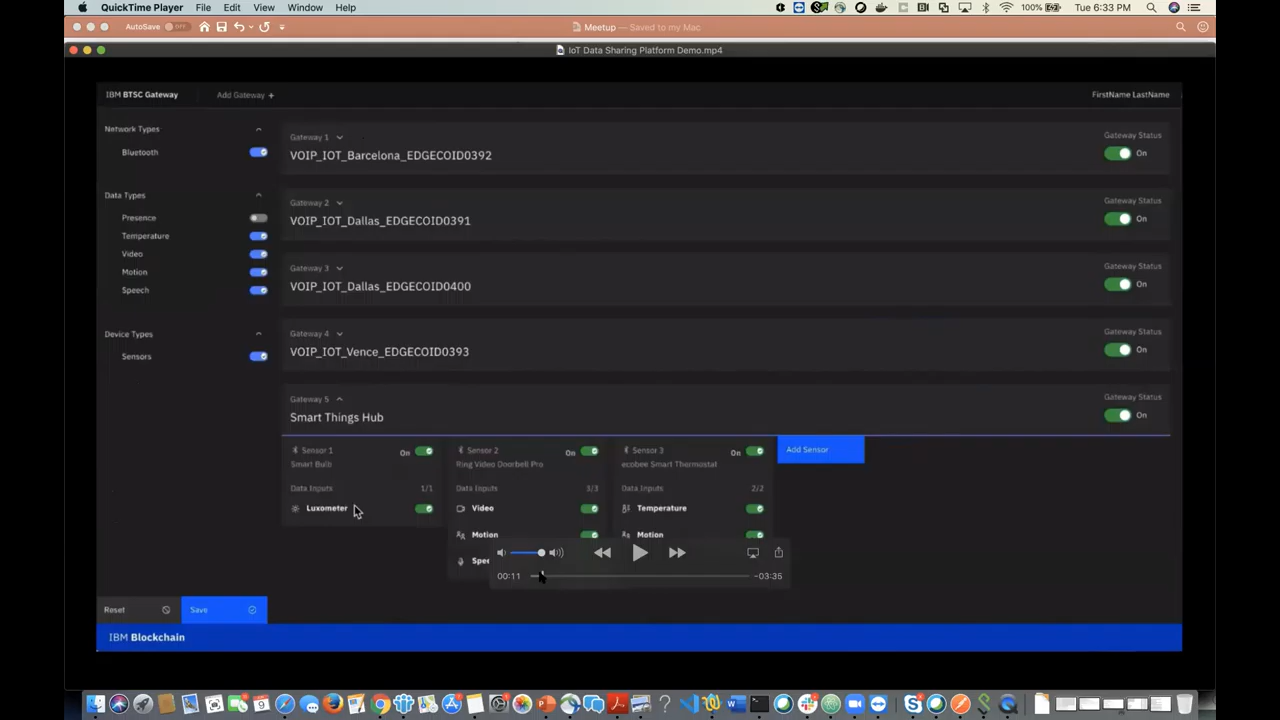 QuickTime Player File Edit View Window Help 100% Tue 6:33 PM
AutoSave OFF Meetup — Saved to my Mac
IoT Data Sharing Platform Demo.mp4
IBM BTSC Gateway Add Gateway + FirstName LastName
Network Types
Bluetooth
Data Types
Presence
Temperature
Video
Motion
Speech
Device Types
Sensors
Gateway 1 Gateway Status
VOIP_IOT_Barcelona_EDGECOID0392 On
Gateway 2 Gateway Status
VOIP_IOT_Dallas_EDGECOID0391 On
Gateway 3 Gateway Status
VOIP_IOT_Dallas_EDGECOID0400 On
Gateway 4 Gateway Status
VOIP_IOT_Vence_EDGECOID0393 On
Gateway 5 Gateway Status
Smart Things Hub On
Sensor 1 On
Smart Bulb
Data Inputs 1/1
Luxometer
Sensor 2 On
Ring Video Doorbell Pro
Data Inputs 3/3
Video
Motion
Spee
Sensor 3 On
ecobee Smart Thermostat
Data Inputs 2/2
Temperature
Motion
Add Sensor
00:11 -03:35
Reset Save
IBM Blockchain